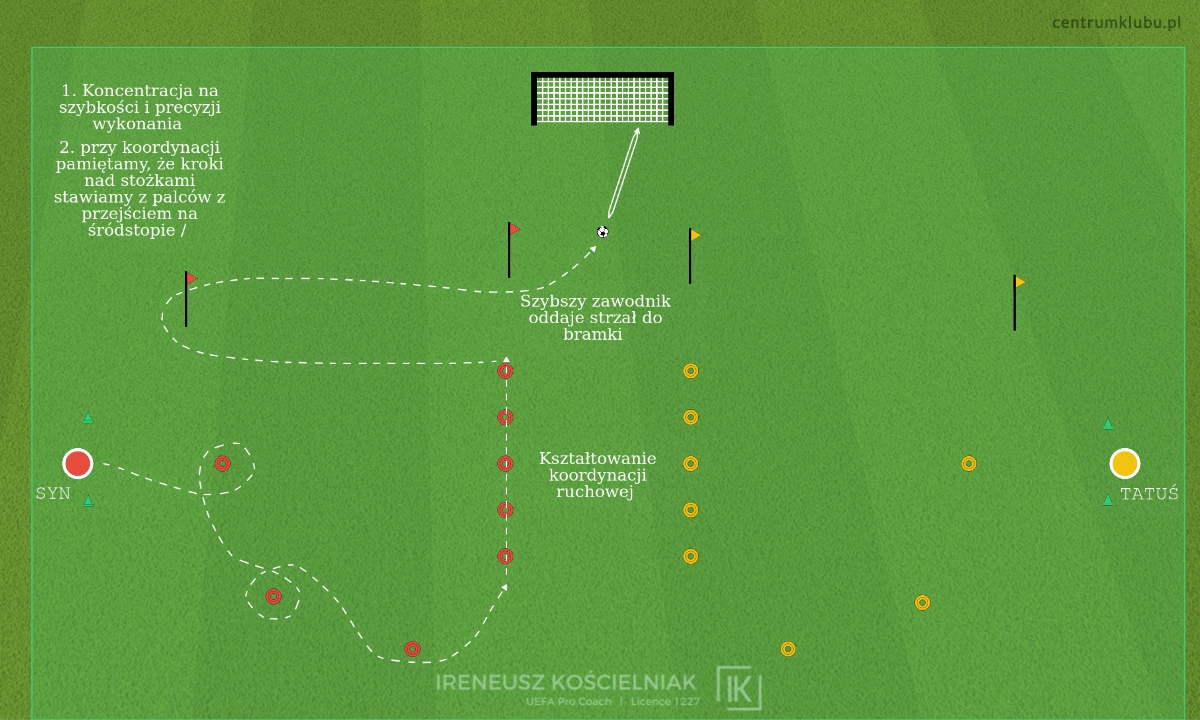 centrumklubu.pl
1. Koncentracja na
szybkości i precyzji
wykonania
2. przy koordynacji
pamiętamy, że kroki
nad stożkami
stawiamy z palców z
przejściem na
śródstopie /
Szybszy zawodnik
oddaje strzał do
bramki
Kształtowanie
koordynacji
ruchowej
SYN
TATUŚ
IRENEUSZ KOŚCIELNIAK
UEFA Pro Coach | Licence 1227
IK